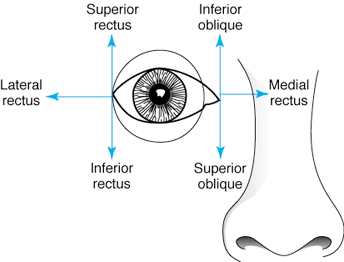 Superior
rectus
Inferior
oblique
Lateral
rectus
Medial
rectus
Inferior
rectus
Superior
oblique